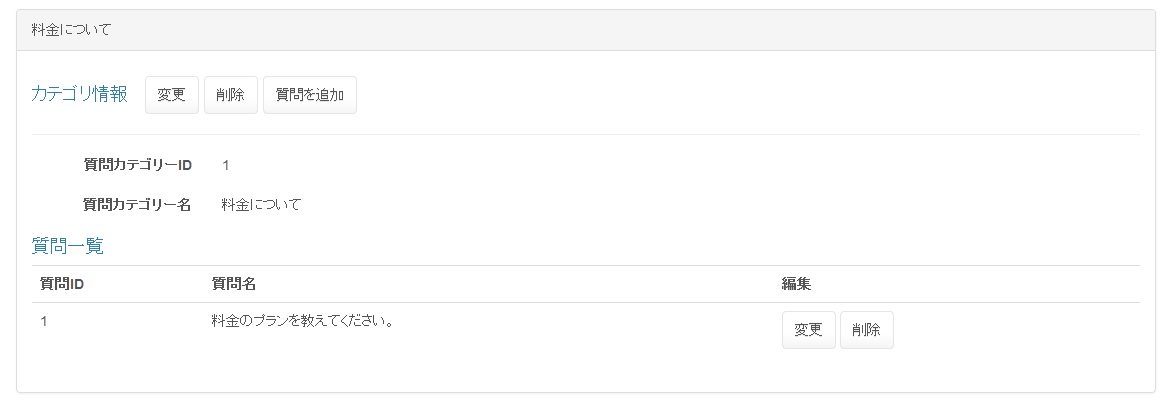 料金について
カテゴリ情報 変更 削除 質問を追加
質問カテゴリーID 1
質問カテゴリー名 料金について
質問一覧
質問ID 質問名 編集
1 料金のプランを教えてください。 変更 削除